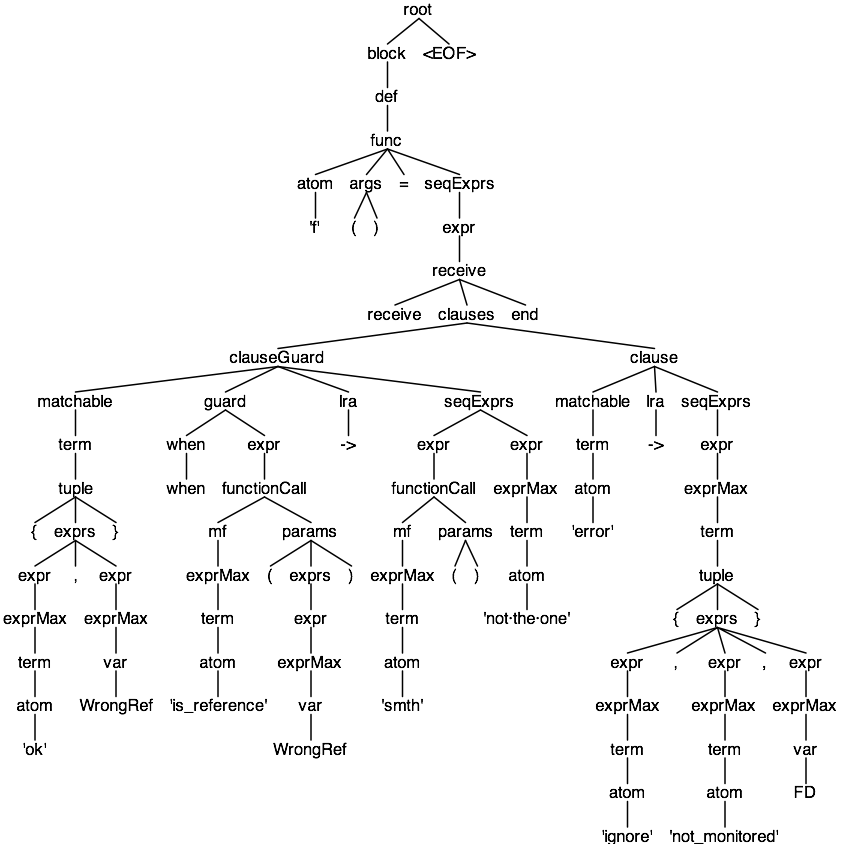 root
block <EOF>
def
func
atom args = seqExprs
'f' ( ) expr
receive
receive clauses end
clauseGuard clause
matchable guard lra seqExprs matchable lra seqExprs
term when expr -> expr expr term -> expr
tuple when functionCall functionCall exprMax atom exprMax
{ exprs } mf params mf params term 'error' term
expr , expr exprMax ( exprs ) exprMax ( ) atom tuple
exprMax exprMax term expr term 'not·the·one' { exprs }
term var atom exprMax atom expr , expr , expr
atom WrongRef 'is_reference' var 'smth' exprMax exprMax exprMax
'ok' WrongRef term term var
atom atom FD
'ignore' 'not_monitored'